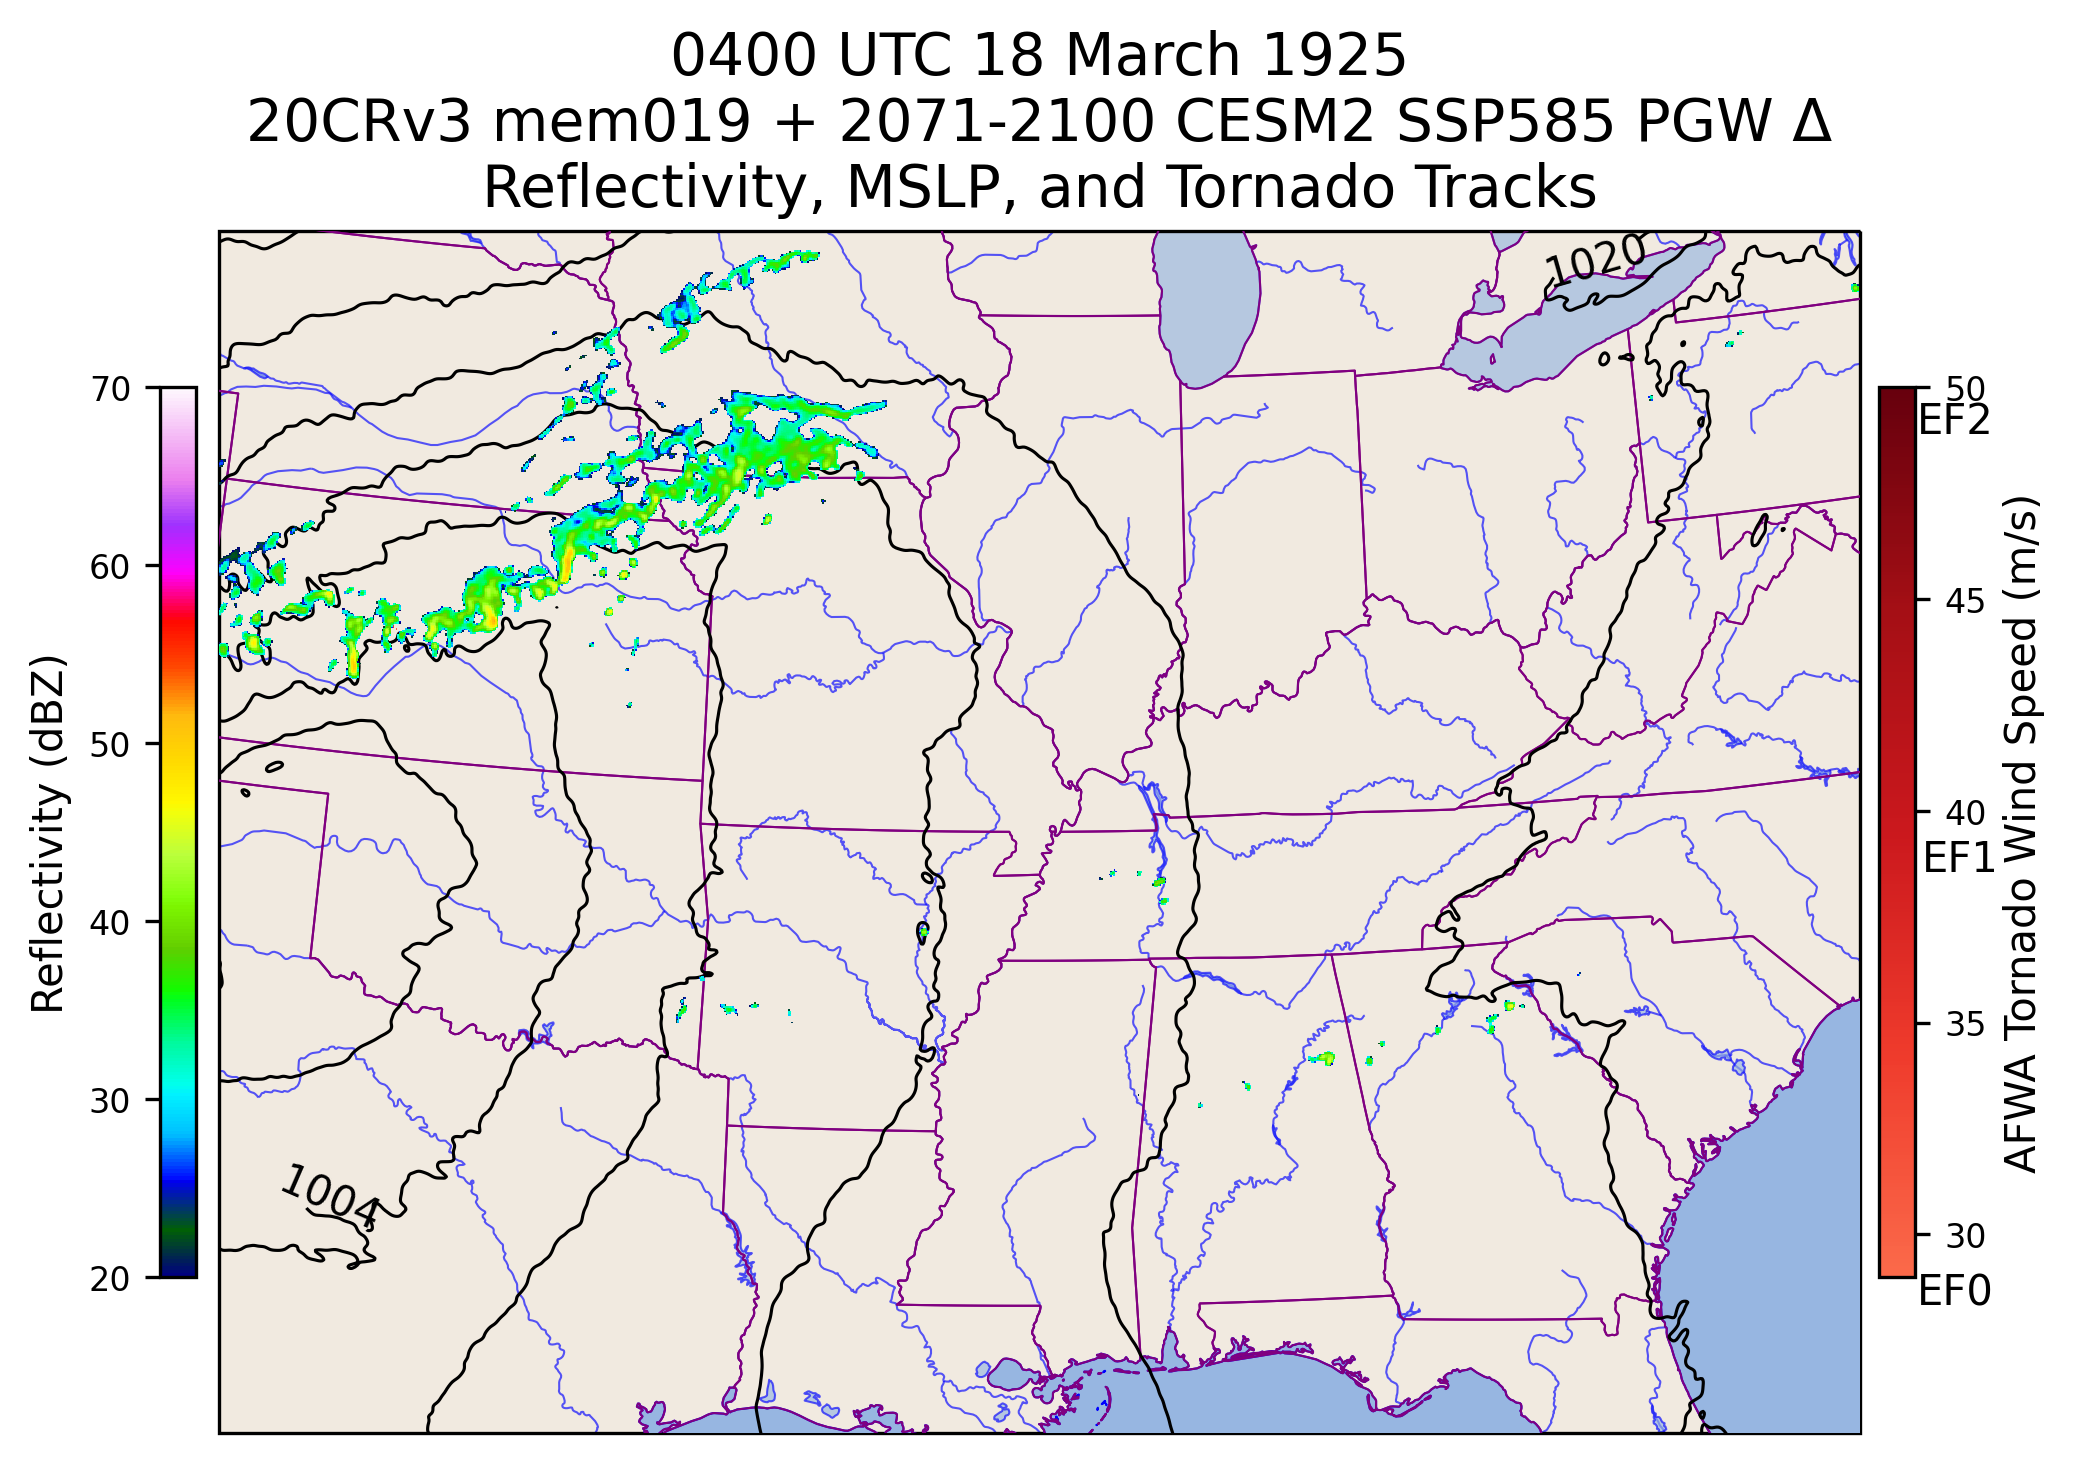 0400 UTC 18 March 1925
20CRv3 mem019 + 2071-2100 CESM2 SSP585 PGW Δ
Reflectivity, MSLP, and Tornado Tracks
1020
1004
Reflectivity (dBZ)
70
60
50
40
30
20
50
EF2
45
40
EF1
35
30
EF0
AFWA Tornado Wind Speed (m/s)